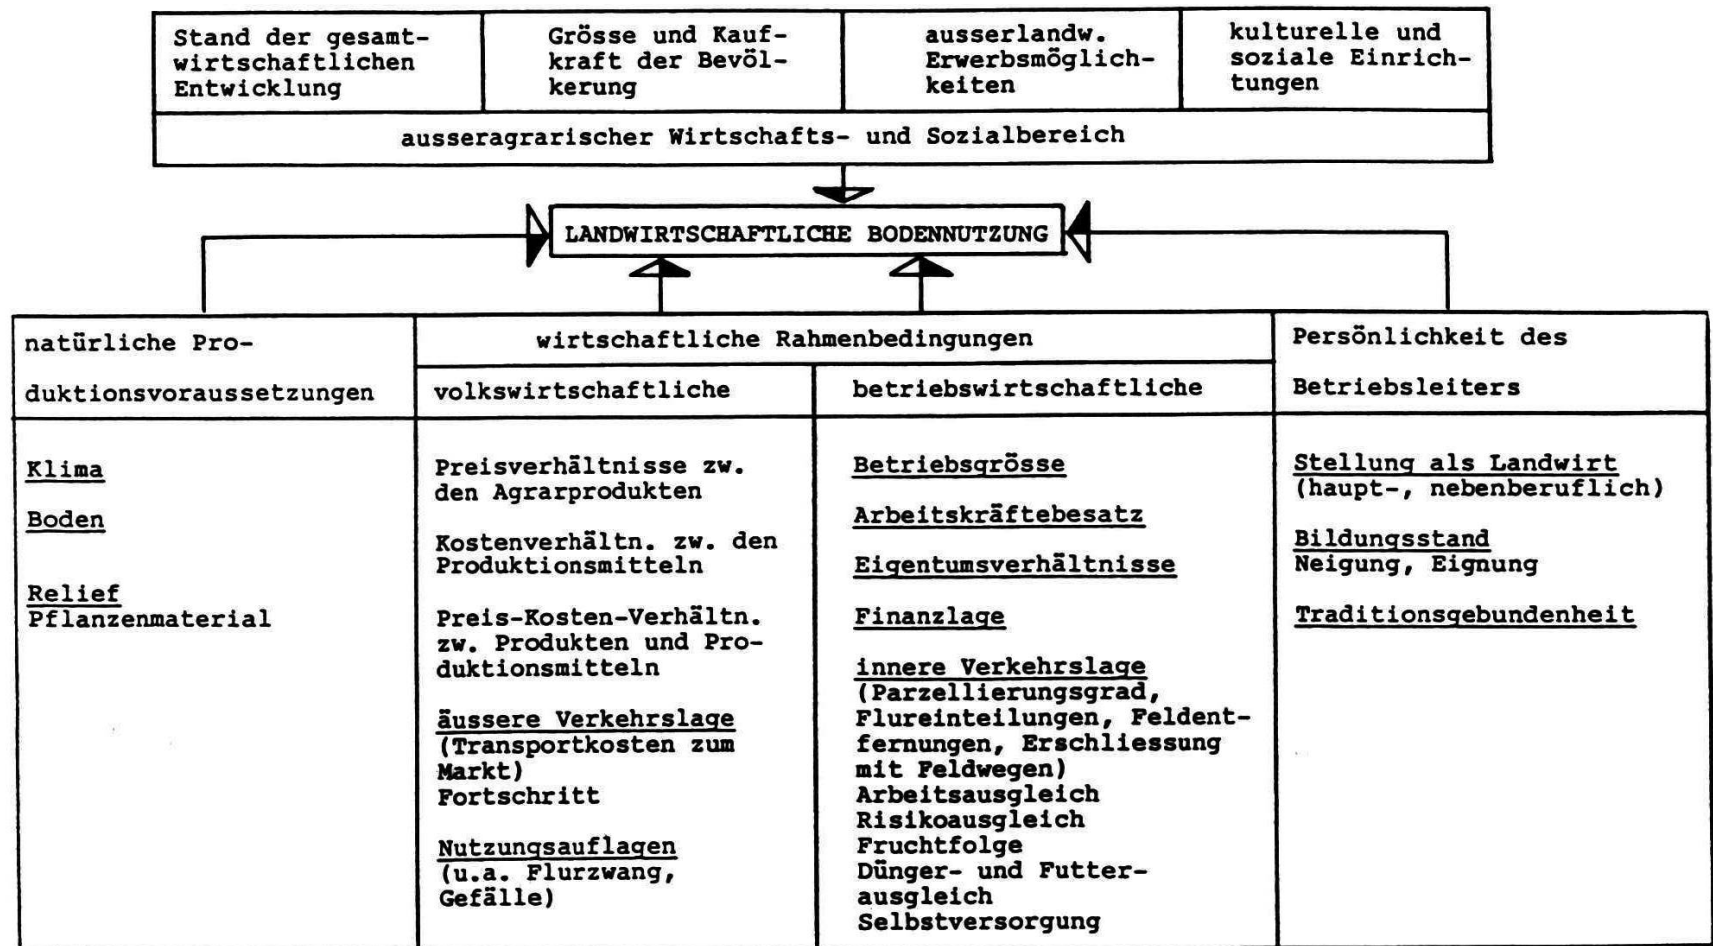 Stand der gesamt-
wirtschaftlichen
Entwicklung
Grösse und Kauf-
kraft der Bevöl-
kerung
ausserlandw.
Erwerbsmöglich-
keiten
kulturelle und
soziale Einrich-
tungen
ausseragrarischer Wirtschafts- und Sozialbereich
LANDWIRTSCHAFTLICHE BODENNUTZUNG
natürliche Pro-
duktionsvoraussetzungen
wirtschaftliche Rahmenbedingungen
volkswirtschaftliche
betriebswirtschaftliche
Persönlichkeit des
Betriebsleiters
Klima
Boden
Relief
Pflanzenmaterial
Preisverhältnisse zw.
den Agrarprodukten
Kostenverhältn. zw. den
Produktionsmitteln
Preis-Kosten-Verhältn.
zw. Produkten und Pro-
duktionsmitteln
äussere Verkehrslage
(Transportkosten zum
Markt)
Fortschritt
Nutzungsauflagen
(u.a. Flurzwang,
Gefälle)
Betriebsgrösse
Arbeitskräftebesatz
Eigentumsverhältnisse
Finanzlage
innere Verkehrslage
(Parzellierungsgrad,
Flureinteilungen, Feldent-
fernungen, Erschliessung
mit Feldwegen)
Arbeitsausgleich
Risikoausgleich
Fruchtfolge
Dünger- und Futter-
ausgleich
Selbstversorgung
Stellung als Landwirt
(haupt-, nebenberuflich)
Bildungsstand
Neigung, Eignung
Traditionsgebundenheit